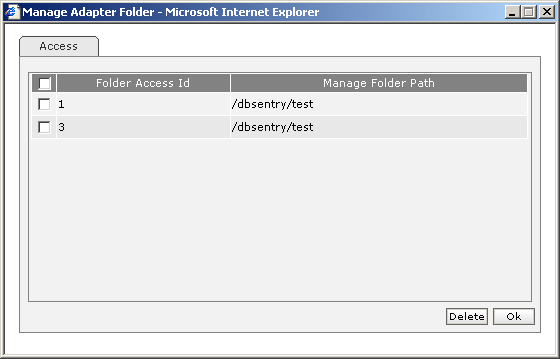 Manage Adapter Folder - Microsoft Internet Explorer
Access
Folder Access Id Manage Folder Path
1 /dbsentry/test
3 /dbsentry/test
Delete Ok